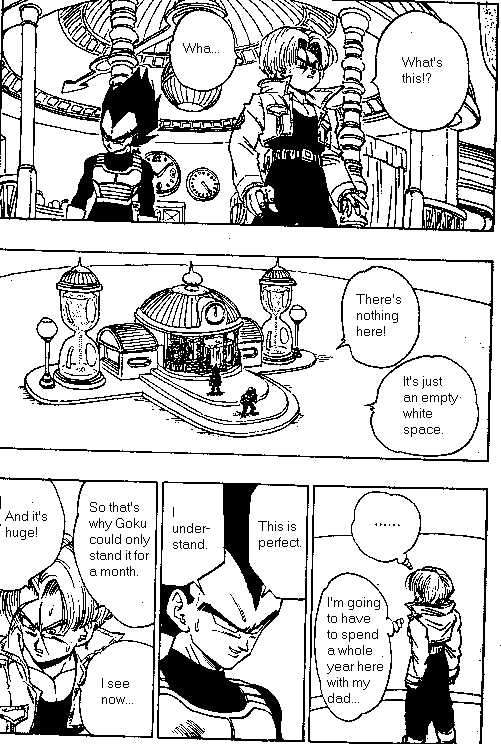 Wha...
What's
this!?
There's
nothing
here!
It's just
an empty
white
space.
And it's
huge!
So that's
why Goku
could only
stand it for
a month.
I see
now...
I
under-
stand.
This is
perfect.
......
I'm going
to have
to spend
a whole
year here
with my
dad...